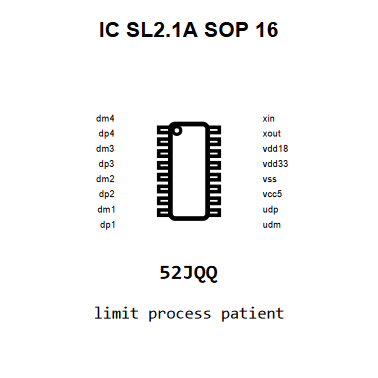 IC SL2.1A SOP 16
dm4 xin
dp4 xout
dm3 vdd18
dp3 vdd33
dm2 vss
dp2 vcc5
dm1 udp
dp1 udm
52JQQ
limit process patient